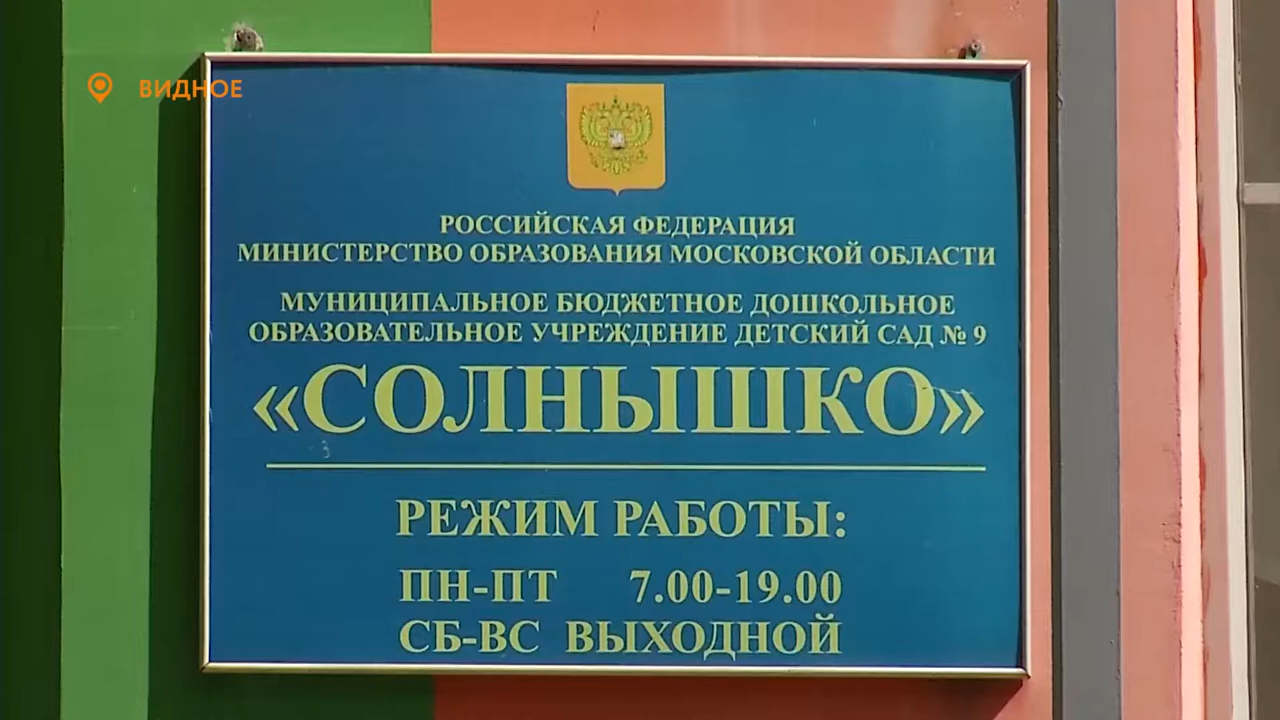 ВИДНОЕ
РОССИЙСКАЯ ФЕДЕРАЦИЯ
МИНИСТЕРСТВО ОБРАЗОВАНИЯ МОСКОВСКОЙ ОБЛАСТИ
МУНИЦИПАЛЬНОЕ БЮДЖЕТНОЕ ДОШКОЛЬНОЕ
ОБРАЗОВАТЕЛЬНОЕ УЧРЕЖДЕНИЕ ДЕТСКИЙ САД № 9
«СОЛНЫШКО»
РЕЖИМ РАБОТЫ:
ПН-ПТ 7.00-19.00
СБ-ВС ВЫХОДНОЙ